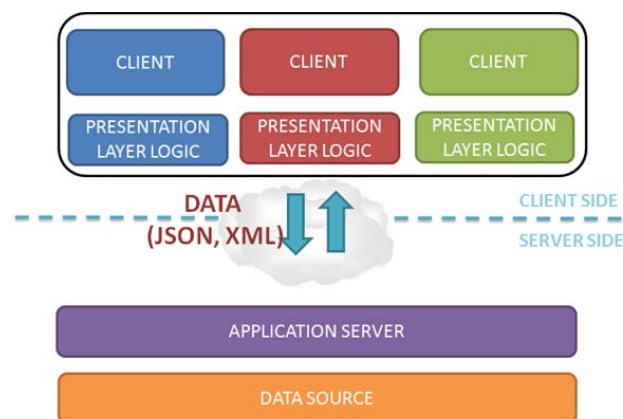 CLIENT
CLIENT
CLIENT
PRESENTATION
LAYER LOGIC
PRESENTATION
LAYER LOGIC
PRESENTATION
LAYER LOGIC
DATA
(JSON, XML)
CLIENT SIDE
SERVER SIDE
APPLICATION SERVER
DATA SOURCE